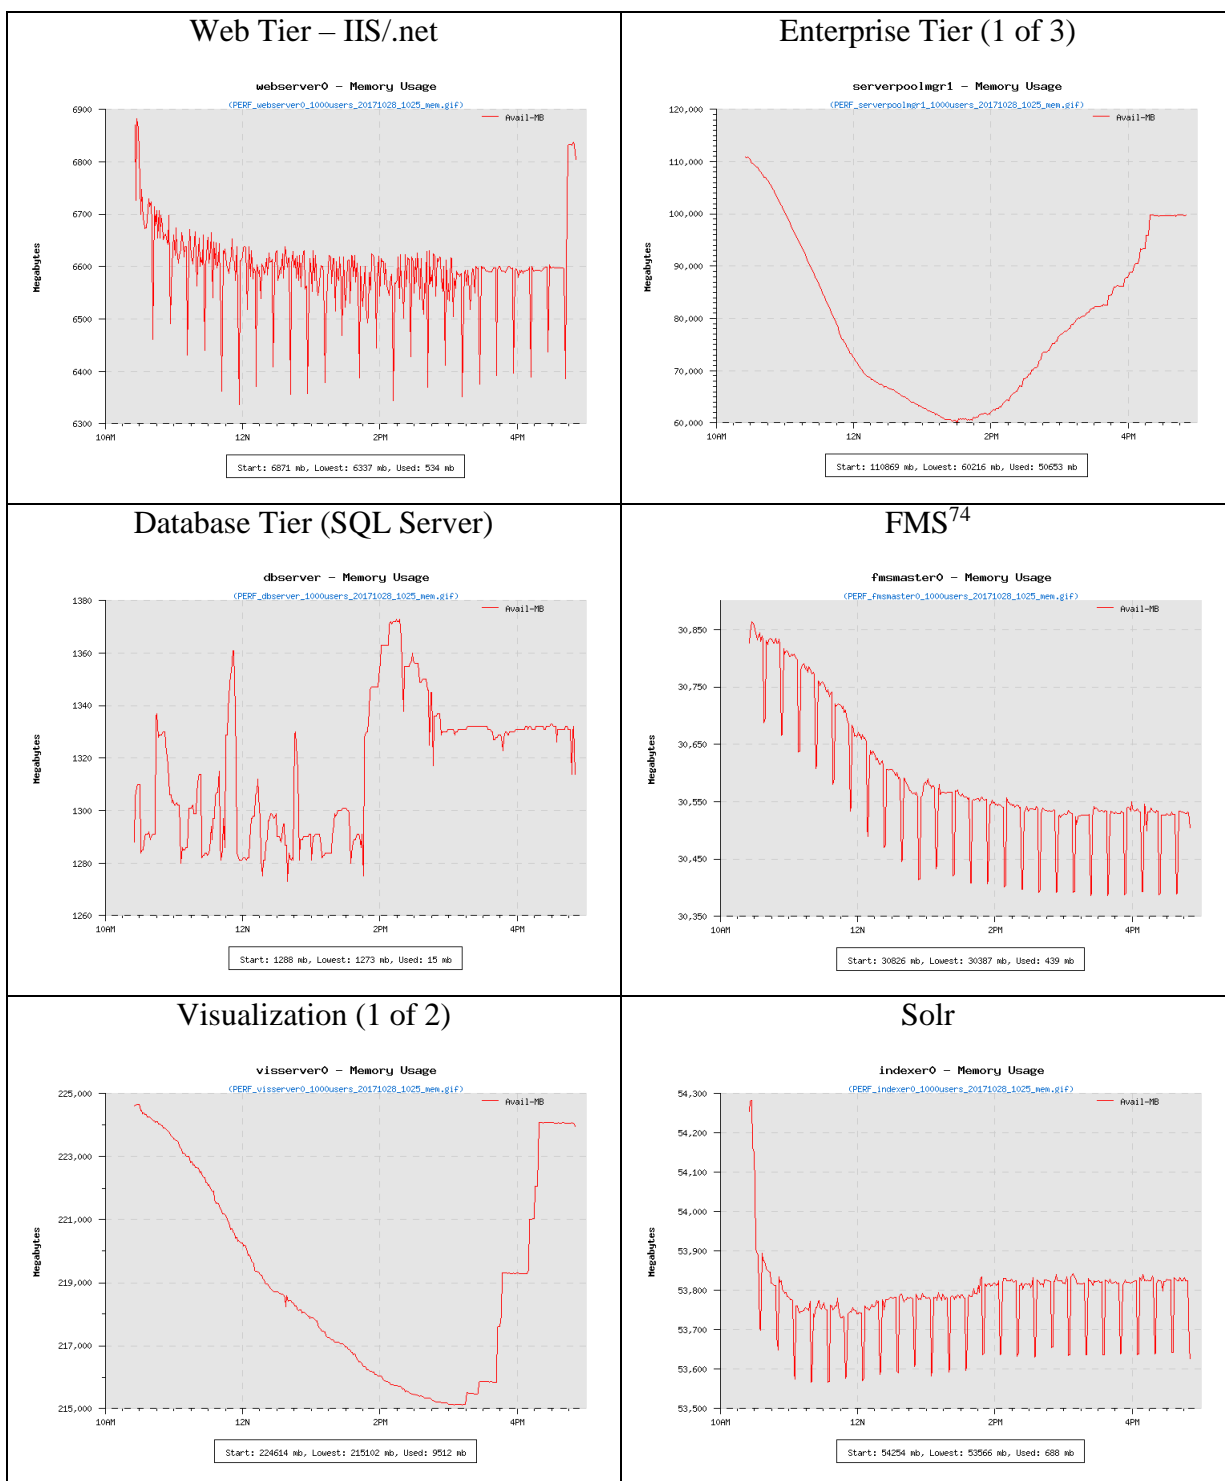 Web Tier – IIS/.net
webserver0 – Memory Usage
(PERF_webserver0_1000users_20171028_1025_mem.gif)
Avail-MB
6900
6800
6700
6600
6500
6400
6300
Megabytes
10AM
12N
2PM
4PM
Start: 6871 mb, Lowest: 6337 mb, Used: 534 mb
Enterprise Tier (1 of 3)
serverpoolmgr1 – Memory Usage
(PERF_serverpoolmgr1_1000users_20171028_1025_mem.gif)
Avail-MB
120,000
110,000
100,000
90,000
80,000
70,000
60,000
Megabytes
10AM
12N
2PM
4PM
Start: 110869 mb, Lowest: 60216 mb, Used: 50653 mb
Database Tier (SQL Server)
dbserver – Memory Usage
(PERF_dbserver_1000users_20171028_1025_mem.gif)
Avail-MB
1380
1360
1340
1320
1300
1280
1260
Megabytes
10AM
12N
2PM
4PM
Start: 1288 mb, Lowest: 1273 mb, Used: 15 mb
FMS74
fmsmaster0 – Memory Usage
(PERF_fmsmaster0_1000users_20171028_1025_mem.gif)
Avail-MB
30,850
30,750
30,650
30,550
30,450
30,350
Megabytes
10AM
12N
2PM
4PM
Start: 30826 mb, Lowest: 30387 mb, Used: 439 mb
Visualization (1 of 2)
visserver0 – Memory Usage
(PERF_visserver0_1000users_20171028_1025_mem.gif)
Avail-MB
225,000
223,000
221,000
219,000
217,000
215,000
Megabytes
10AM
12N
2PM
4PM
Start: 224614 mb, Lowest: 215102 mb, Used: 9512 mb
Solr
indexer0 – Memory Usage
(PERF_indexer0_1000users_20171028_1025_mem.gif)
Avail-MB
54,300
54,200
54,100
54,000
53,900
53,800
53,700
53,600
53,500
Megabytes
10AM
12N
2PM
4PM
Start: 54254 mb, Lowest: 53566 mb, Used: 688 mb